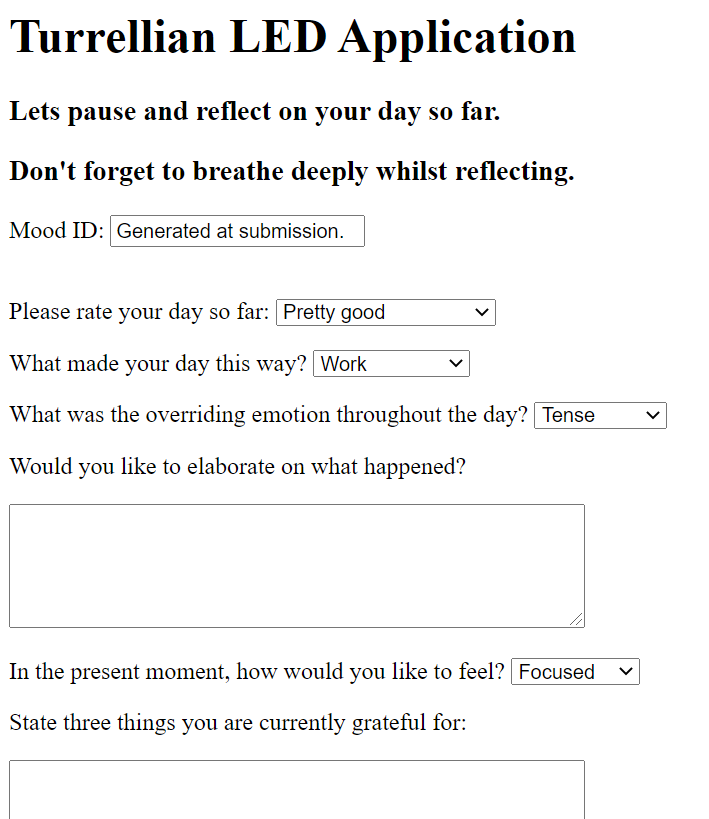 Turrellian LED Application
Lets pause and reflect on your day so far.
Don't forget to breathe deeply whilst reflecting.
Mood ID: Generated at submission.
Please rate your day so far: Pretty good
What made your day this way? Work
What was the overriding emotion throughout the day? Tense
Would you like to elaborate on what happened?
In the present moment, how would you like to feel? Focused
State three things you are currently grateful for: